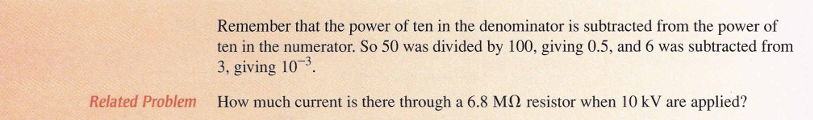 Remember that the power of ten in the denominator is subtracted from the power of
ten in the numerator. So 50 was divided by 100, giving 0.5, and 6 was subtracted from
3, giving 10⁻³.
Related Problem How much current is there through a 6.8 MΩ resistor when 10 kV are applied?